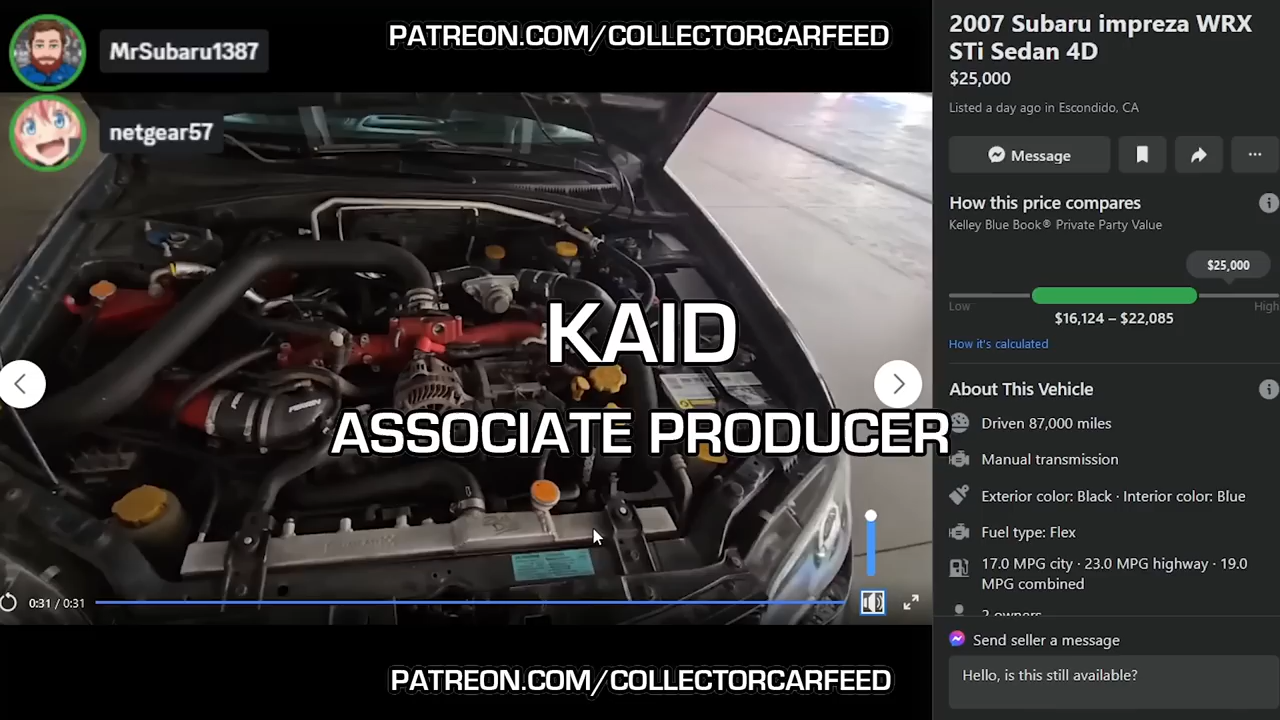 PATREON.COM/COLLECTORCARFEED
MrSubaru1387
netgear57
KAID
ASSOCIATE PRODUCER
0:31 / 0:31
PATREON.COM/COLLECTORCARFEED
2007 Subaru impreza WRX
STi Sedan 4D
$25,000
Listed a day ago in Escondido, CA
Message
How this price compares
Kelley Blue Book® Private Party Value
$25,000
Low
High
$16,124 – $22,085
How it's calculated
About This Vehicle
Driven 87,000 miles
Manual transmission
Exterior color: Black · Interior color: Blue
Fuel type: Flex
17.0 MPG city · 23.0 MPG highway · 19.0
MPG combined
2 owners
Send seller a message
Hello, is this still available?